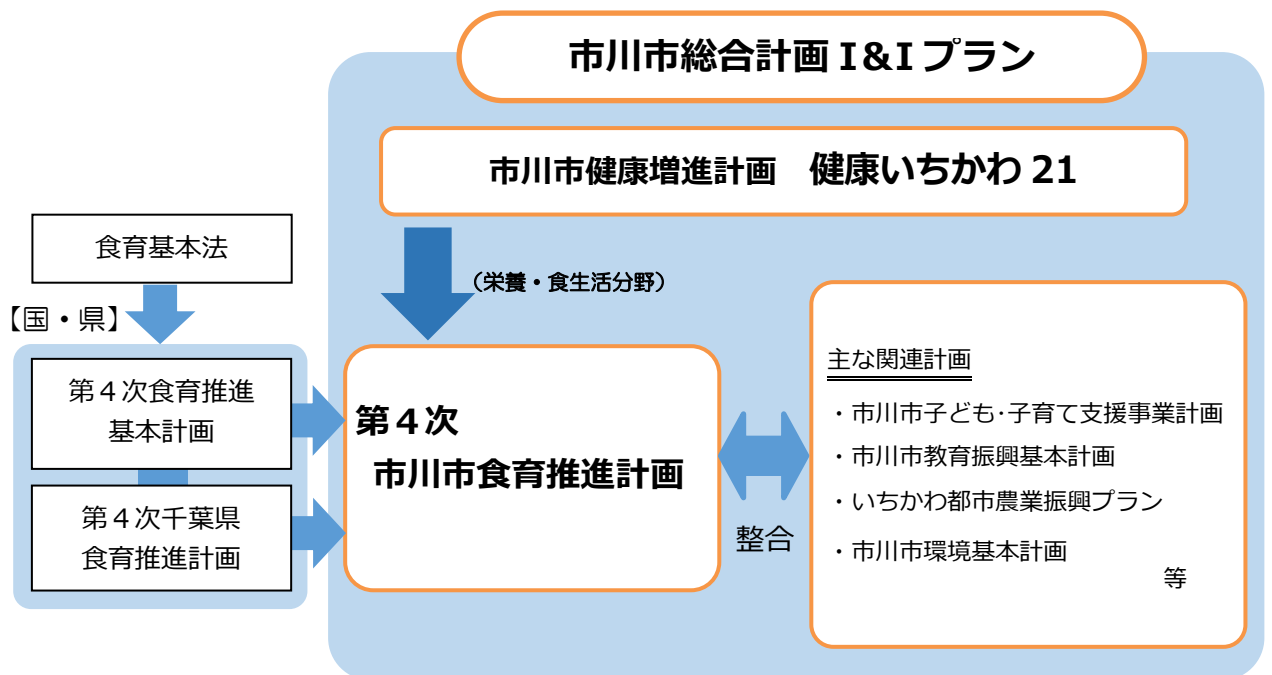 市川市総合計画 I&Iプラン
市川市健康増進計画　健康いちかわ 21
食育基本法
(栄養・食生活分野)
【国・県】
第４次食育推進
基本計画
第４次千葉県
食育推進計画
第４次
市川市食育推進計画
整合
主な関連計画
・市川市子ども･子育て支援事業計画
・市川市教育振興基本計画
・いちかわ都市農業振興プラン
・市川市環境基本計画
等